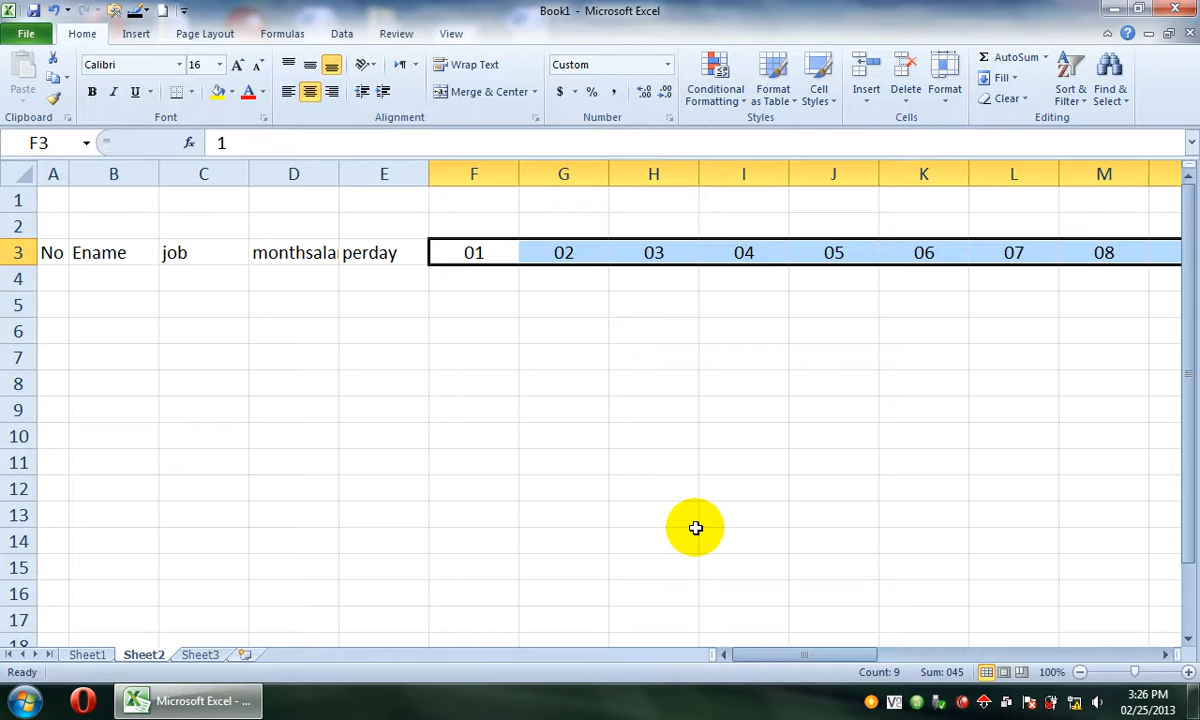 Book1 - Microsoft Excel
File Home Insert Page Layout Formulas Data Review View
Paste
Clipboard
Calibri 16
B I U
Font
Wrap Text
Merge & Center
Alignment
Custom
$ % ,
Number
Conditional Formatting
Format as Table
Cell Styles
Styles
Insert
Delete
Format
Cells
AutoSum
Fill
Clear
Sort & Filter
Find & Select
Editing
F3 fx 1
A B C D E F G H I J K L M
1
2
3 No Ename job monthsalar perday 01 02 03 04 05 06 07 08
4
5
6
7
8
9
10
11
12
13
14
15
16
17
18
Sheet1 Sheet2 Sheet3
Ready Count: 9 Sum: 045 100%
Microsoft Excel - ...
3:26 PM
02/25/2013